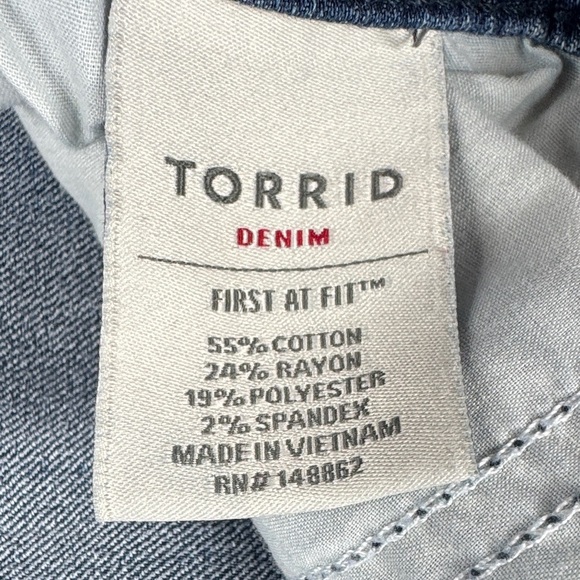 TORRID
DENIM
FIRST AT FIT™
55% COTTON
24% RAYON
19% POLYESTER
2% SPANDEX
MADE IN VIETNAM
RN# 148862